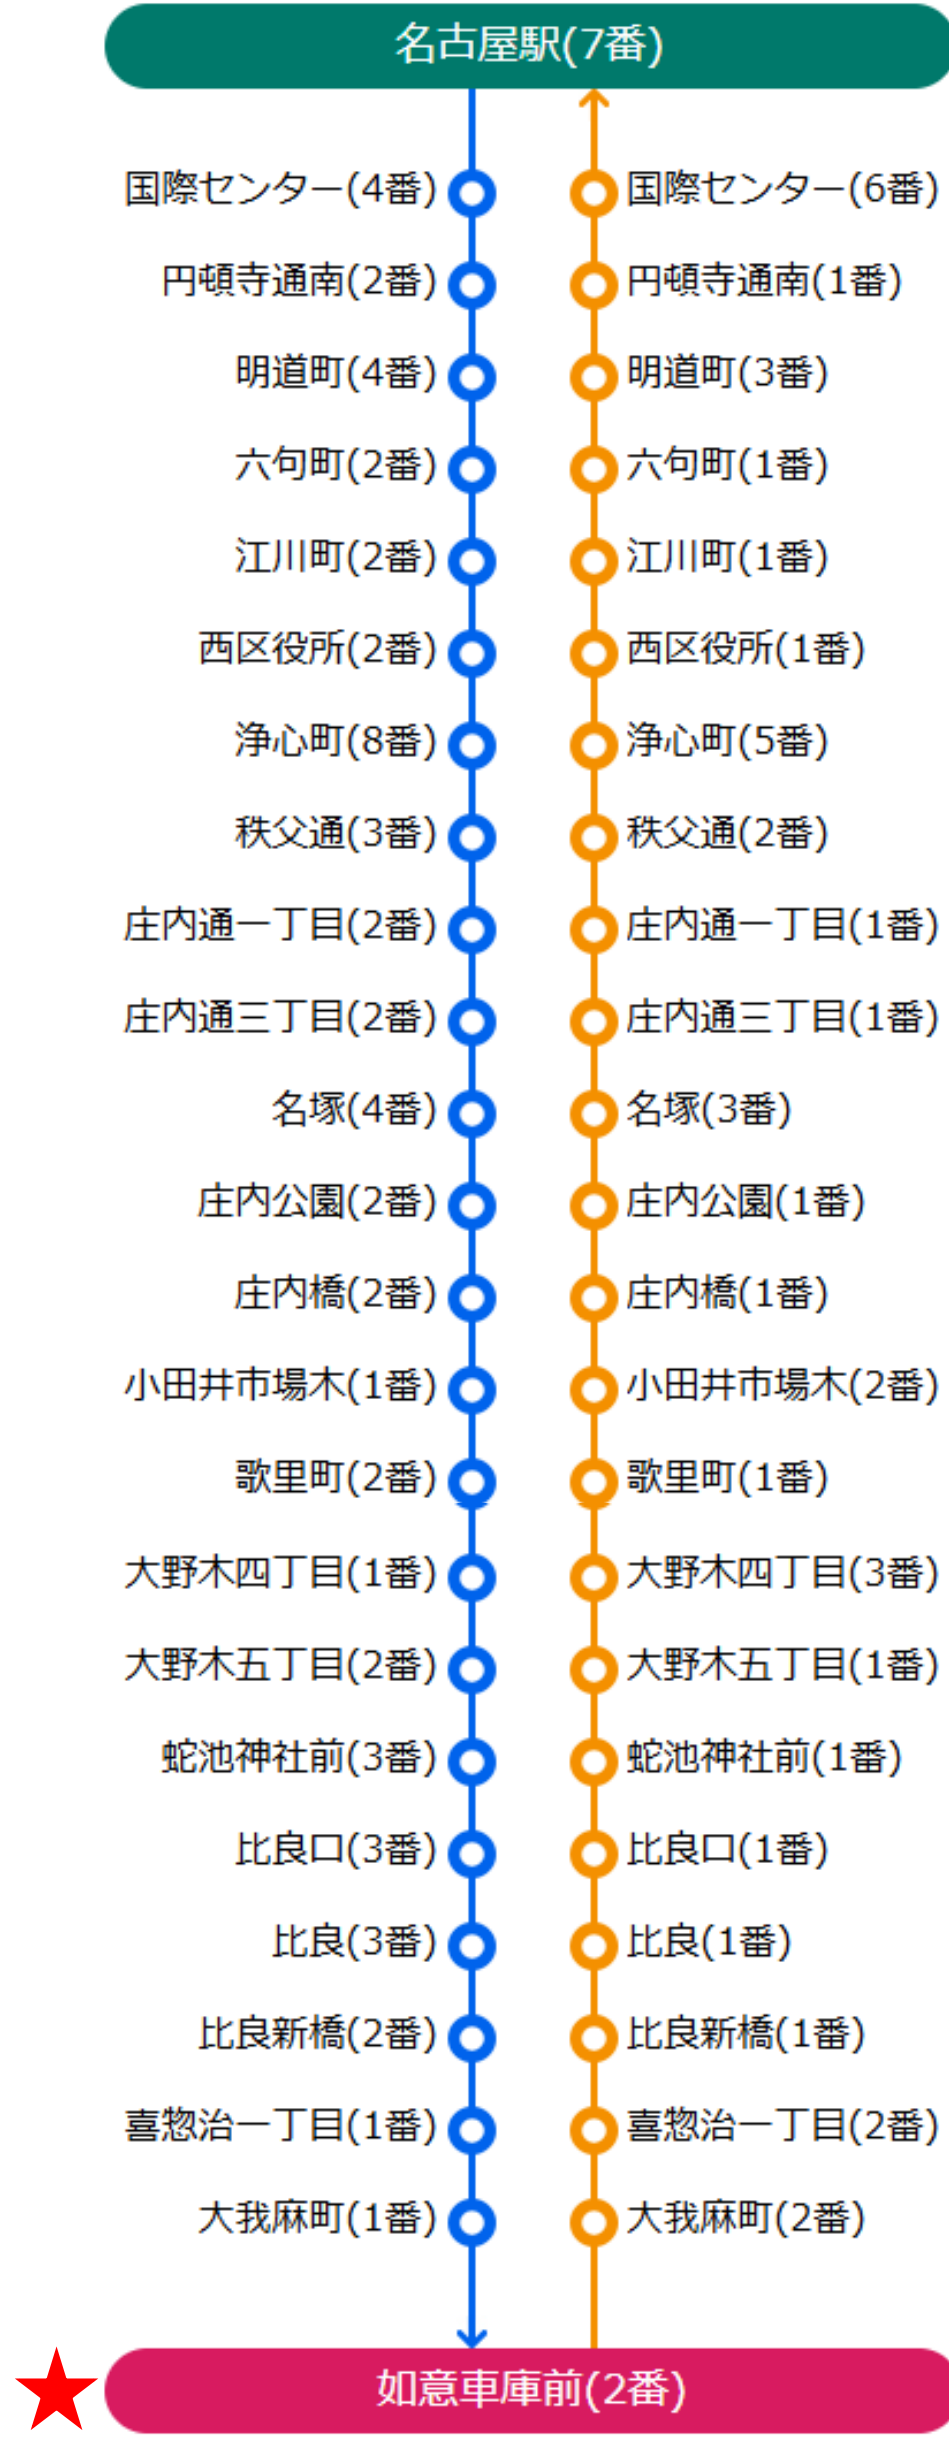 名古屋駅(7番)
国際センター(4番) 国際センター(6番)
円頓寺通南(2番) 円頓寺通南(1番)
明道町(4番) 明道町(3番)
六句町(2番) 六句町(1番)
江川町(2番) 江川町(1番)
西区役所(2番) 西区役所(1番)
浄心町(8番) 浄心町(5番)
秩父通(3番) 秩父通(2番)
庄内通一丁目(2番) 庄内通一丁目(1番)
庄内通三丁目(2番) 庄内通三丁目(1番)
名塚(4番) 名塚(3番)
庄内公園(2番) 庄内公園(1番)
庄内橋(2番) 庄内橋(1番)
小田井市場木(1番) 小田井市場木(2番)
歌里町(2番) 歌里町(1番)
大野木四丁目(1番) 大野木四丁目(3番)
大野木五丁目(2番) 大野木五丁目(1番)
蛇池神社前(3番) 蛇池神社前(1番)
比良口(3番) 比良口(1番)
比良(3番) 比良(1番)
比良新橋(2番) 比良新橋(1番)
喜惣治一丁目(1番) 喜惣治一丁目(2番)
大我麻町(1番) 大我麻町(2番)
如意車庫前(2番)